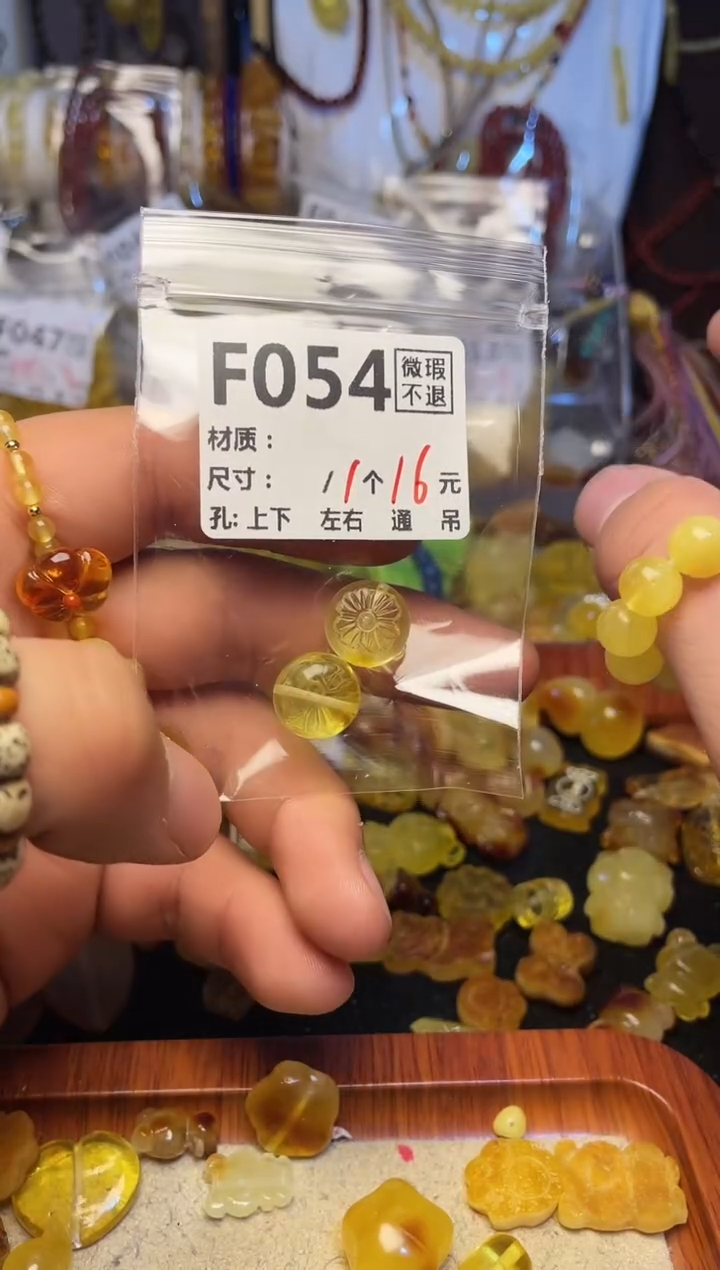 F054 微瑕
不退
材质：
尺寸： / 1个16元
孔: 上下 左右 通 吊
F047